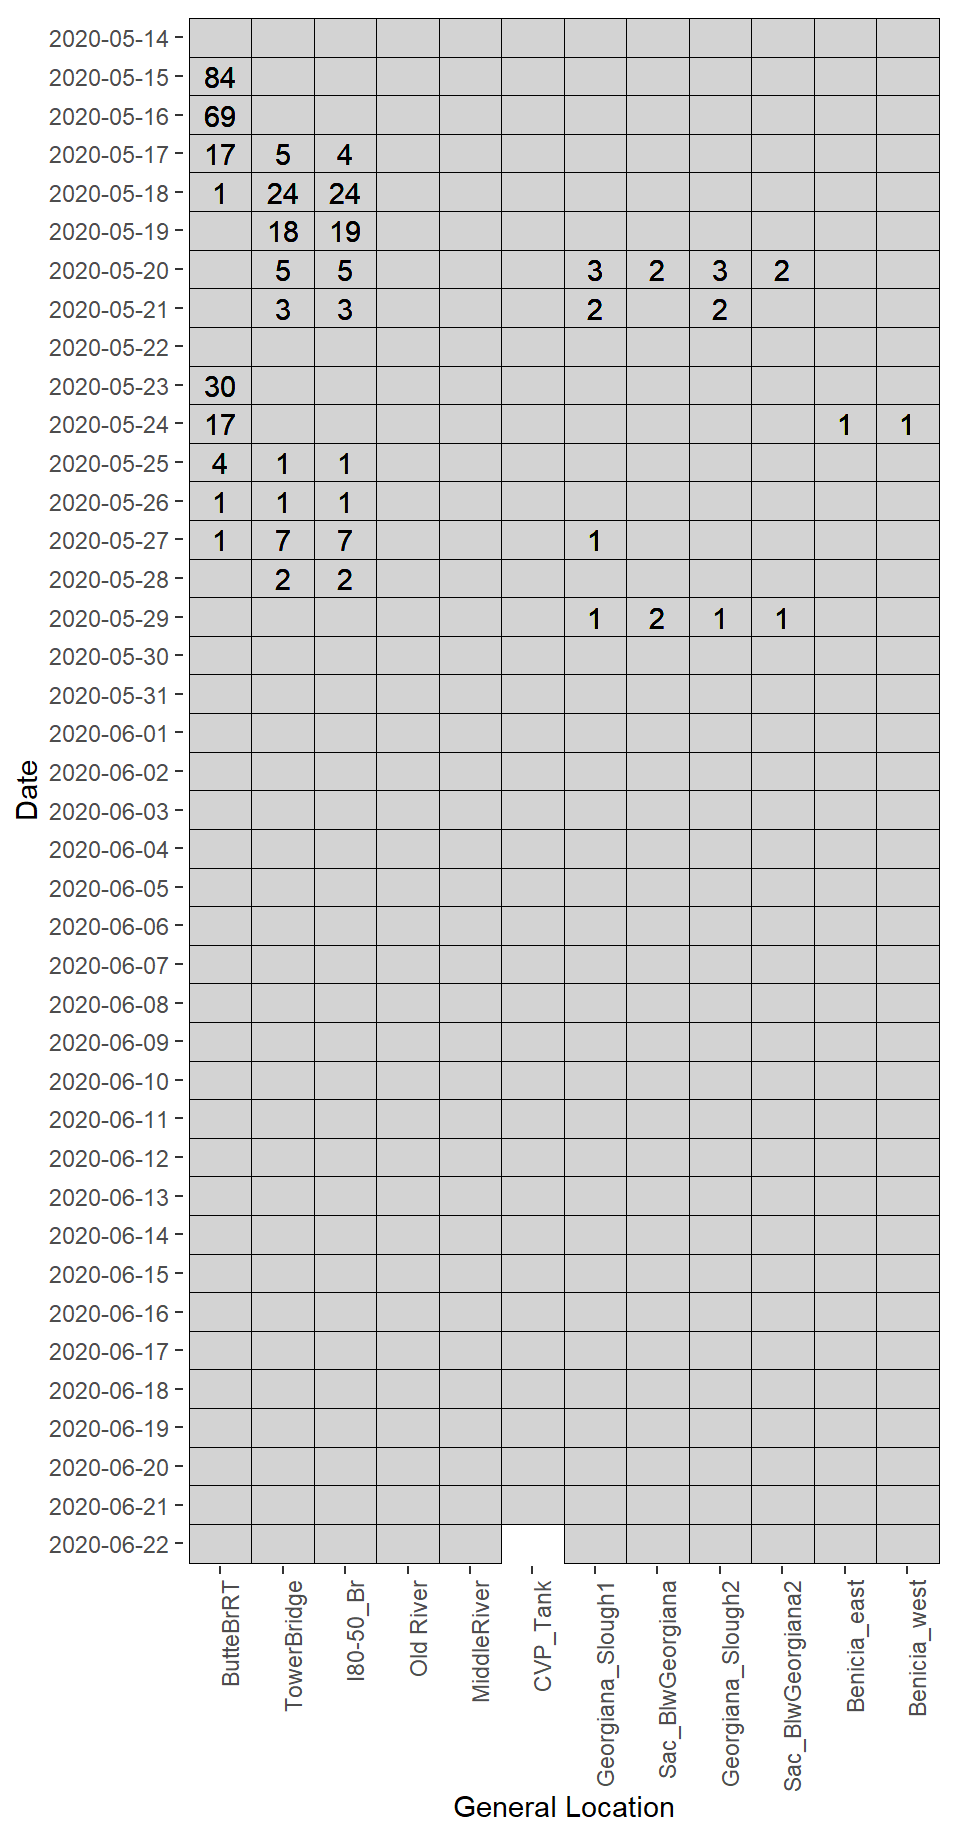 2020-05-14
2020-05-15 84
2020-05-16 69
2020-05-17 17 5 4
2020-05-18 1 24 24
2020-05-19 18 19
2020-05-20 5 5 3 2 3 2
2020-05-21 3 3 2 2
2020-05-22
2020-05-23 30
2020-05-24 17 1 1
2020-05-25 4 1 1
2020-05-26 1 1 1
2020-05-27 1 7 7 1
2020-05-28 2 2
2020-05-29 1 2 1 1
2020-05-30
2020-05-31
2020-06-01
2020-06-02
2020-06-03
2020-06-04
2020-06-05
2020-06-06
2020-06-07
2020-06-08
2020-06-09
2020-06-10
2020-06-11
2020-06-12
2020-06-13
2020-06-14
2020-06-15
2020-06-16
2020-06-17
2020-06-18
2020-06-19
2020-06-20
2020-06-21
2020-06-22
Date
ButteBrRT
TowerBridge
I80-50_Br
Old River
MiddleRiver
CVP_Tank
Georgiana_Slough1
Sac_BlwGeorgiana
Georgiana_Slough2
Sac_BlwGeorgiana2
Benicia_east
Benicia_west
General Location